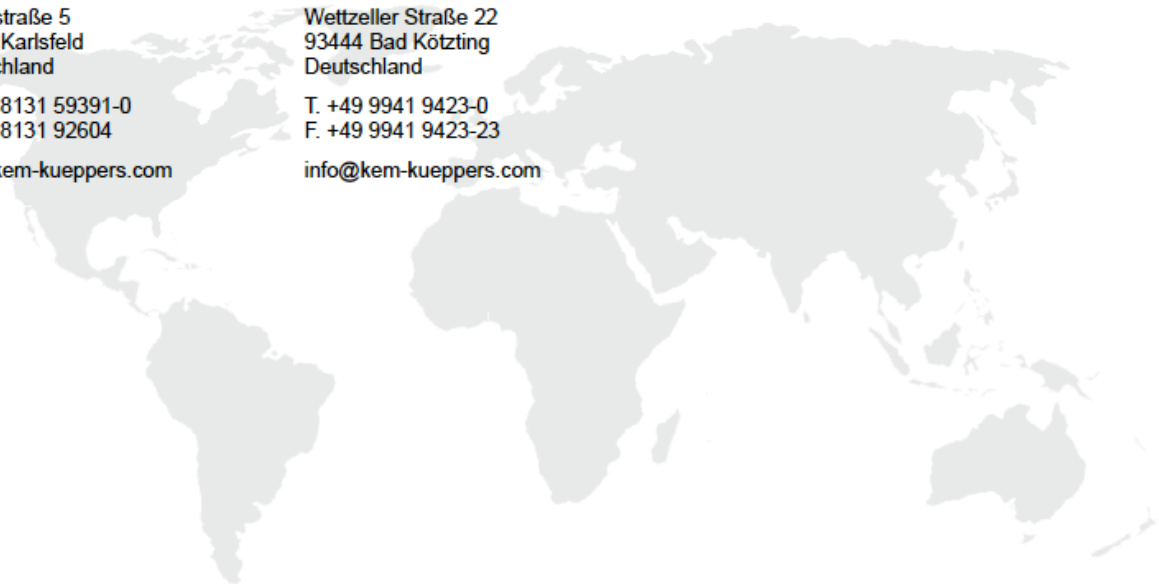 straße 5
Karlsfeld
chland
8131 59391-0
8131 92604
kem-kueppers.com
Wettzeller Straße 22
93444 Bad Kötzting
Deutschland
T. +49 9941 9423-0
F. +49 9941 9423-23
info@kem-kueppers.com